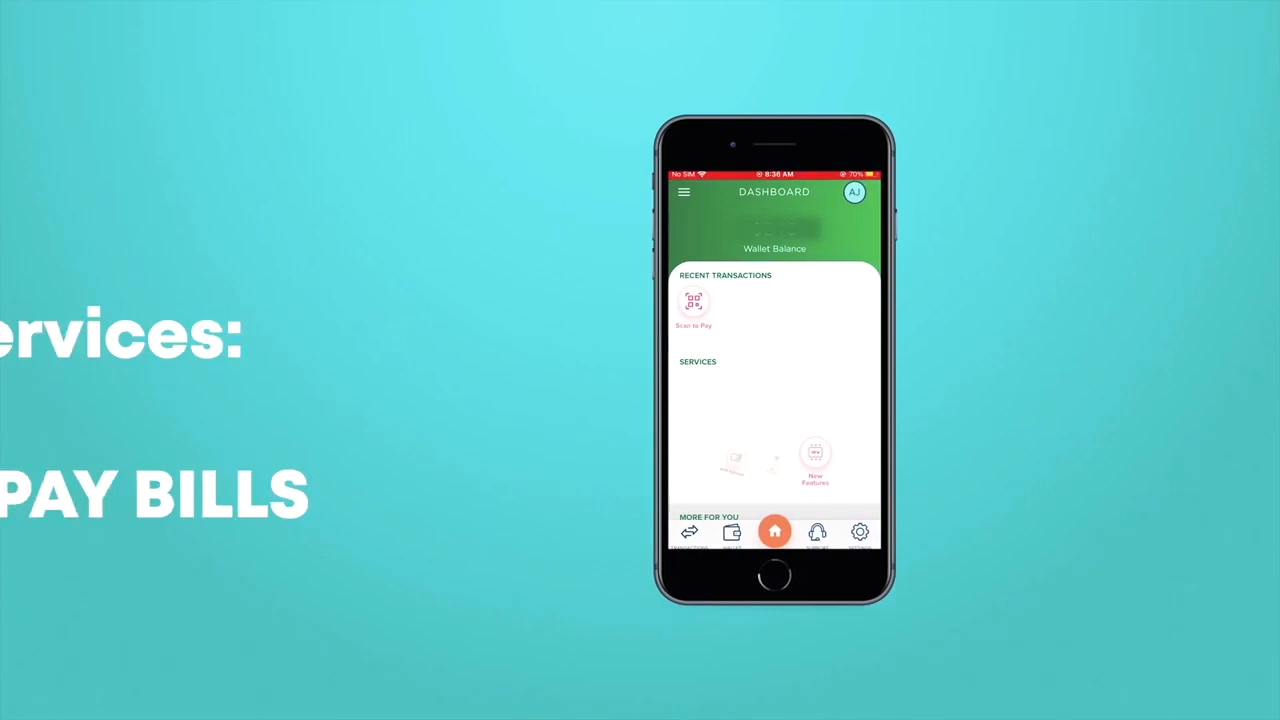 ervices:
PAY BILLS
No SIM 8:36 AM 70%
DASHBOARD AJ
Wallet Balance
RECENT TRANSACTIONS
Scan to Pay
SERVICES
New
Features
MORE FOR YOU